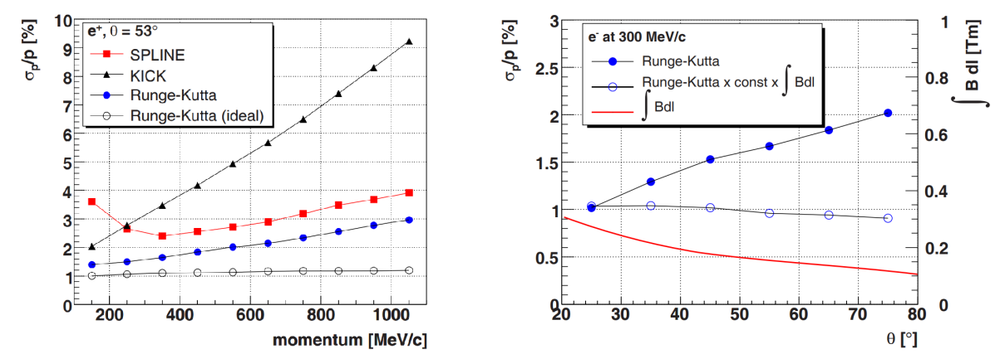 σp/p [%]
10
9
8
7
6
5
4
3
2
1
0
e+, θ = 53°
SPLINE
KICK
Runge-Kutta
Runge-Kutta (ideal)
200 400 600 800 1000
momentum [MeV/c]
σp/p [%]
3
2.5
2
1.5
1
0.5
0
e- at 300 MeV/c
Runge-Kutta
Runge-Kutta x const x ∫ Bdl
∫ Bdl
20 30 40 50 60 70 80
θ [°]
1
0.8
0.6
0.4
0.2
0
∫ B dl [Tm]